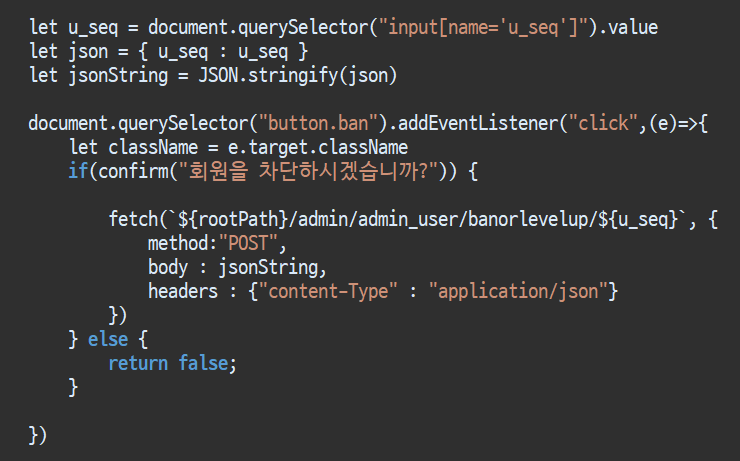 let u_seq = document.querySelector("input[name='u_seq']").value
let json = { u_seq : u_seq }
let jsonString = JSON.stringify(json)
document.querySelector("button.ban").addEventListener("click",(e)=>{
let className = e.target.className
if(confirm("회원을 차단하시겠습니까?")) {
fetch(`${rootPath}/admin/admin_user/banorlevelup/${u_seq}`, {
method:"POST",
body : jsonString,
headers : {"content-Type" : "application/json"}
})
} else {
return false;
}
})